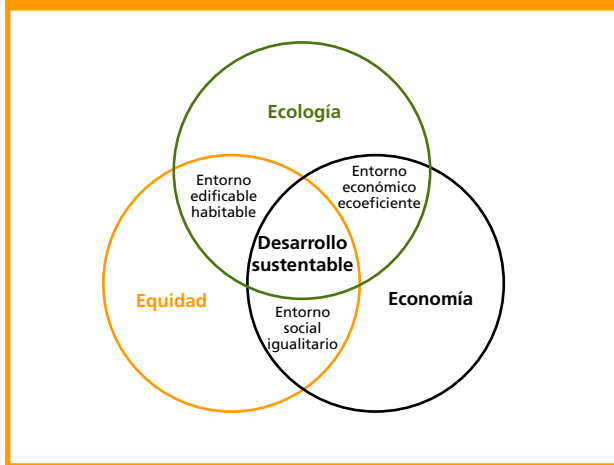 Ecología
Entorno
edificable
habitable
Entorno
económico
ecoeficiente
Desarrollo
sustentable
Equidad
Economía
Entorno
social
igualitario